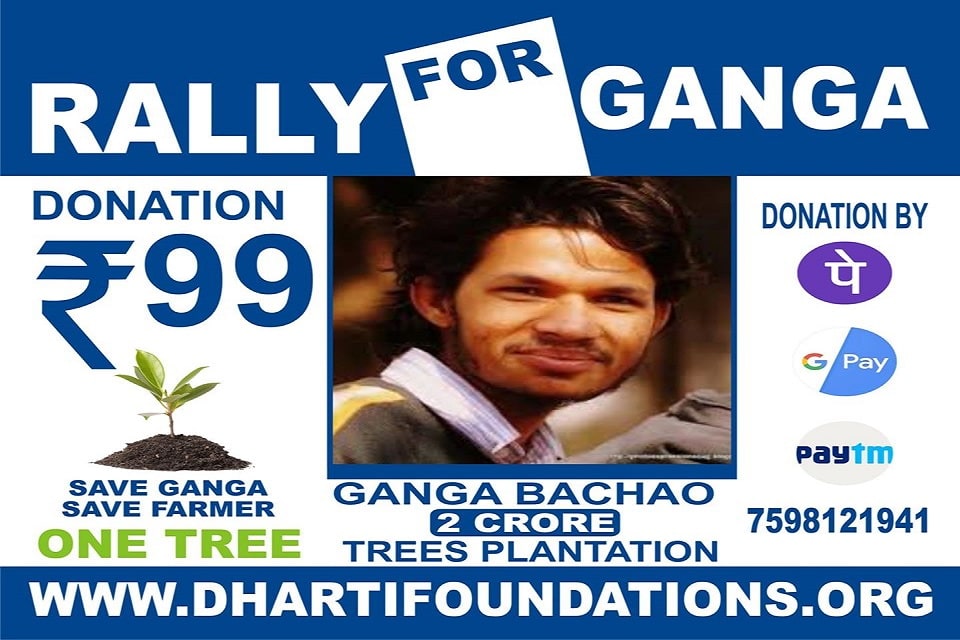 RALLY FOR GANGA
DONATION
₹99
SAVE GANGA
SAVE FARMER
ONE TREE
GANGA BACHAO
2 CRORE
TREES PLANTATION
DONATION BY
पे
G Pay
paytm
7598121941
WWW.DHARTIFOUNDATIONS.ORG